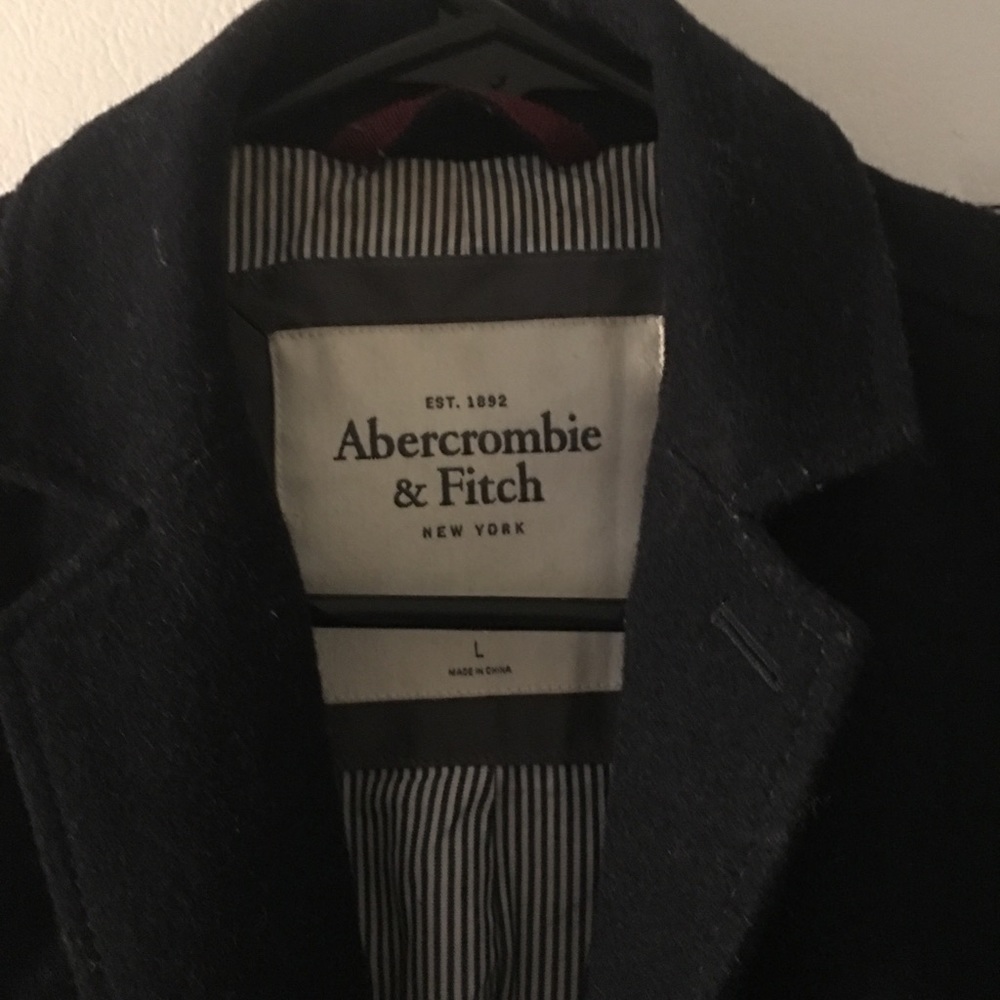 EST. 1892
Abercrombie
& Fitch
NEW YORK
L
MADE IN CHINA